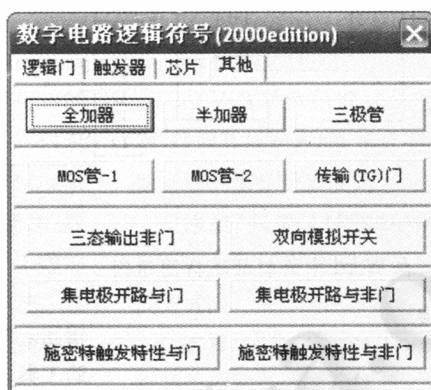 数字电路逻辑符号(2000edition)
逻辑门 触发器 芯片 其他
全加器 半加器 三极管
MOS管-1 MOS管-2 传输(TG)门
三态输出非门 双向模拟开关
集电极开路与门 集电极开路与非门
施密特触发特性与门 施密特触发特性与非门